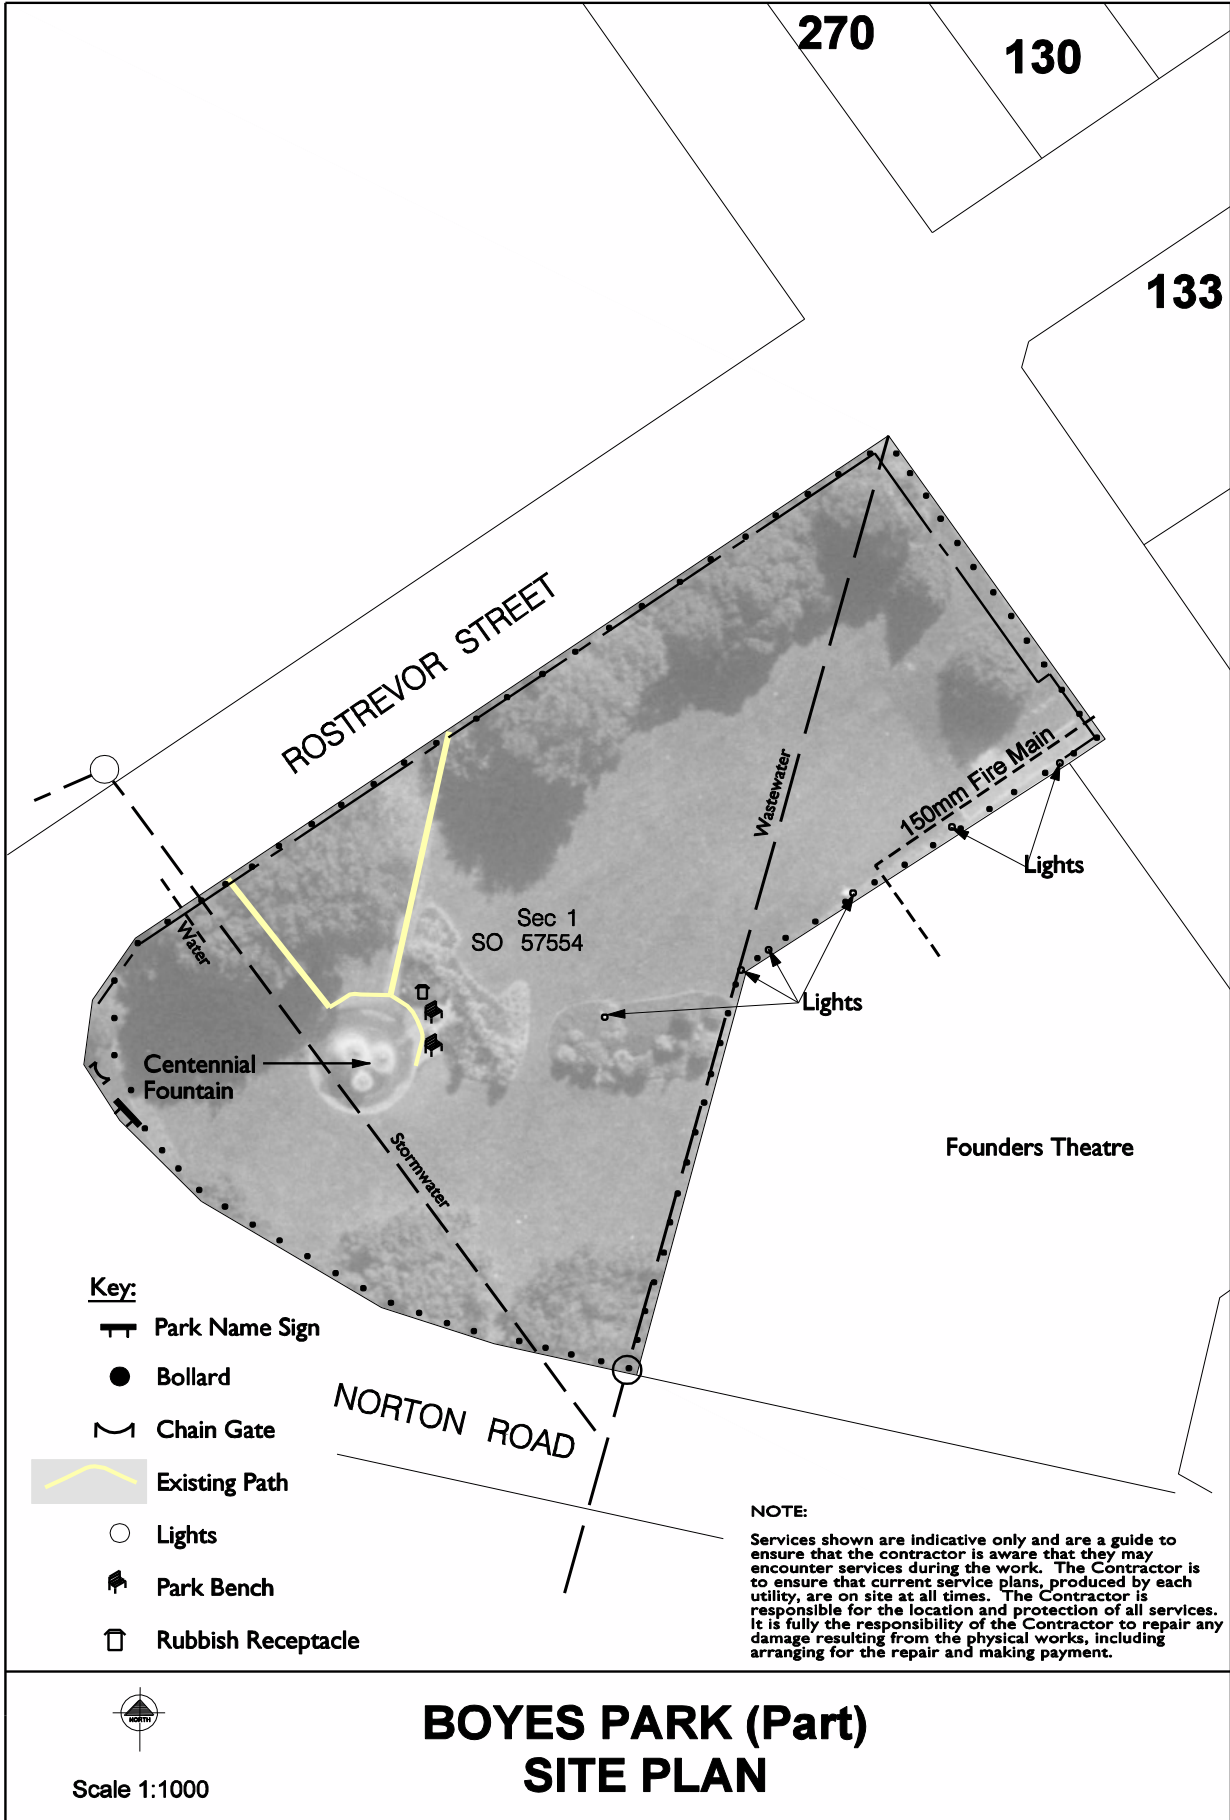 270
130
133
ROSTREVOR STREET
150mm Fire Main
Wastewater
Lights
Sec 1
SO 57554
Water
Lights
Centennial
Fountain
Stormwater
Founders Theatre
Key:
Park Name Sign
Bollard
Chain Gate
Existing Path
Lights
Park Bench
Rubbish Receptacle
NORTON ROAD
NOTE:
Services shown are indicative only and are a guide to
ensure that the contractor is aware that they may
encounter services during the work. The Contractor is
to ensure that current service plans, produced by each
utility, are on site at all times. The Contractor is
responsible for the location and protection of all services.
It is fully the responsibility of the Contractor to repair any
damage resulting from the physical works, including
arranging for the repair and making payment.
NORTH
Scale 1:1000
BOYES PARK (Part)
SITE PLAN